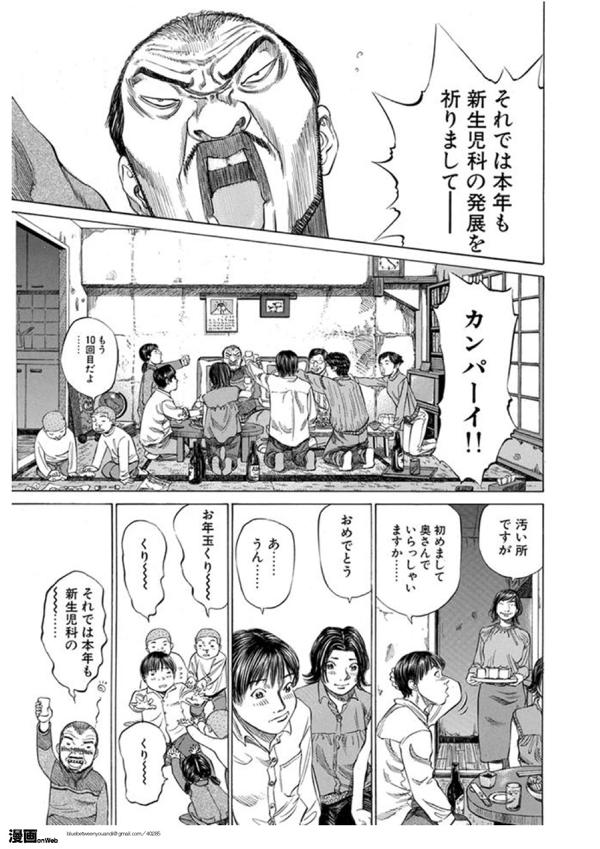 それでは本年も
新生児科の発展を
祈りまして――
カンパーイ!!
もう
10回目だよ
……
汚い所
ですが
初めまして
奥さんで
いらっしゃい
ますか……
おめでとう
あ……
うん……
お年玉くり〜〜〜
くり〜〜〜
くり〜〜〜
それでは本年も
新生児科の
〜〜〜……
漫画onWeb
bluebetweenyouandi@gmail.com/40285